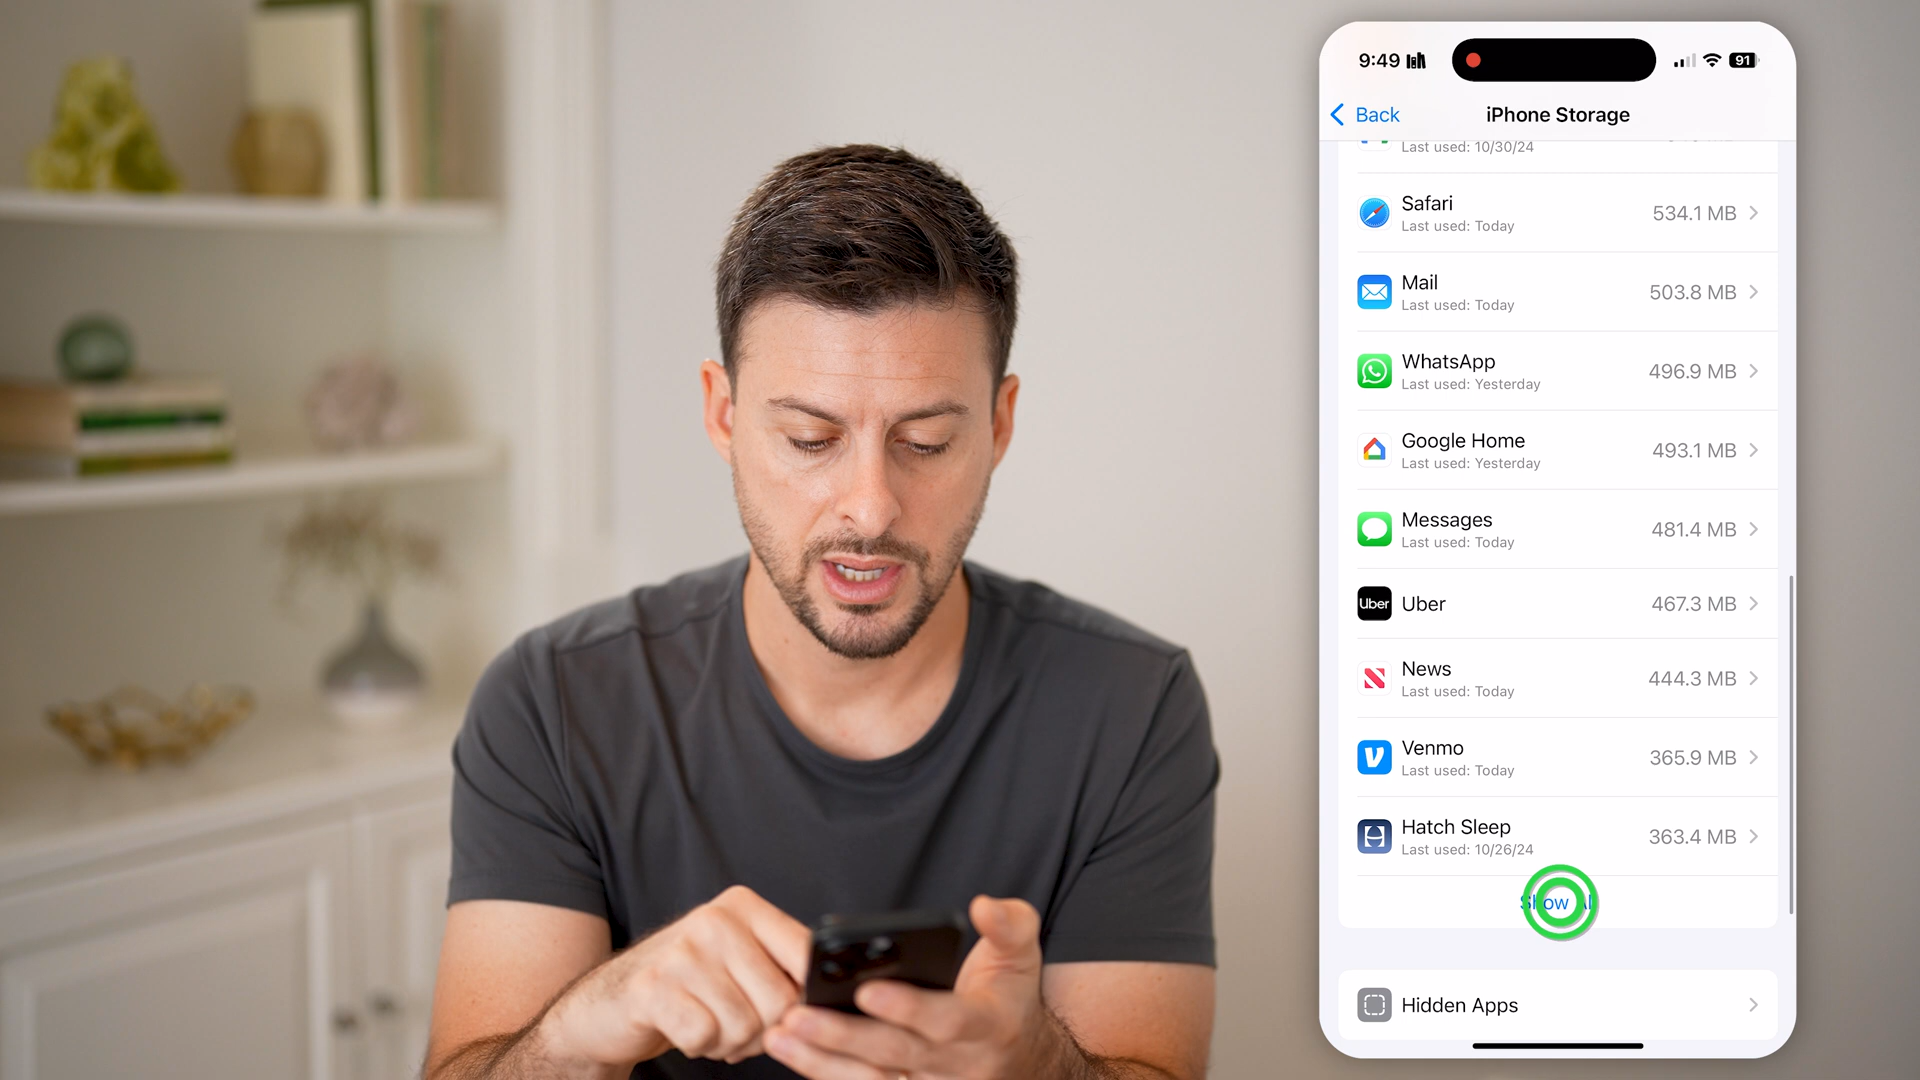 9:49
91
Back
iPhone Storage
Last used: 10/30/24
Safari
534.1 MB
Last used: Today
Mail
503.8 MB
Last used: Today
WhatsApp
496.9 MB
Last used: Yesterday
Google Home
493.1 MB
Last used: Yesterday
Messages
481.4 MB
Last used: Today
Uber
Uber
467.3 MB
News
444.3 MB
Last used: Today
Venmo
365.9 MB
Last used: Today
Hatch Sleep
363.4 MB
Last used: 10/26/24
Show All
Hidden Apps